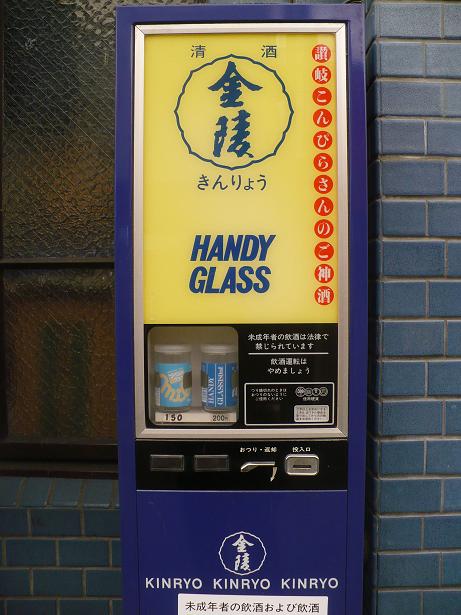 清酒
金陵
きんりょう
讃岐こんぴらさんのご神酒
HANDY
GLASS
未成年者の飲酒は法律で
禁じられています
飲酒運転は
やめましょう
HANDY
GLASS
150
200
おつり・返却
投入口
金陵
KINRYO KINRYO KINRYO
未成年者の飲酒および飲酒